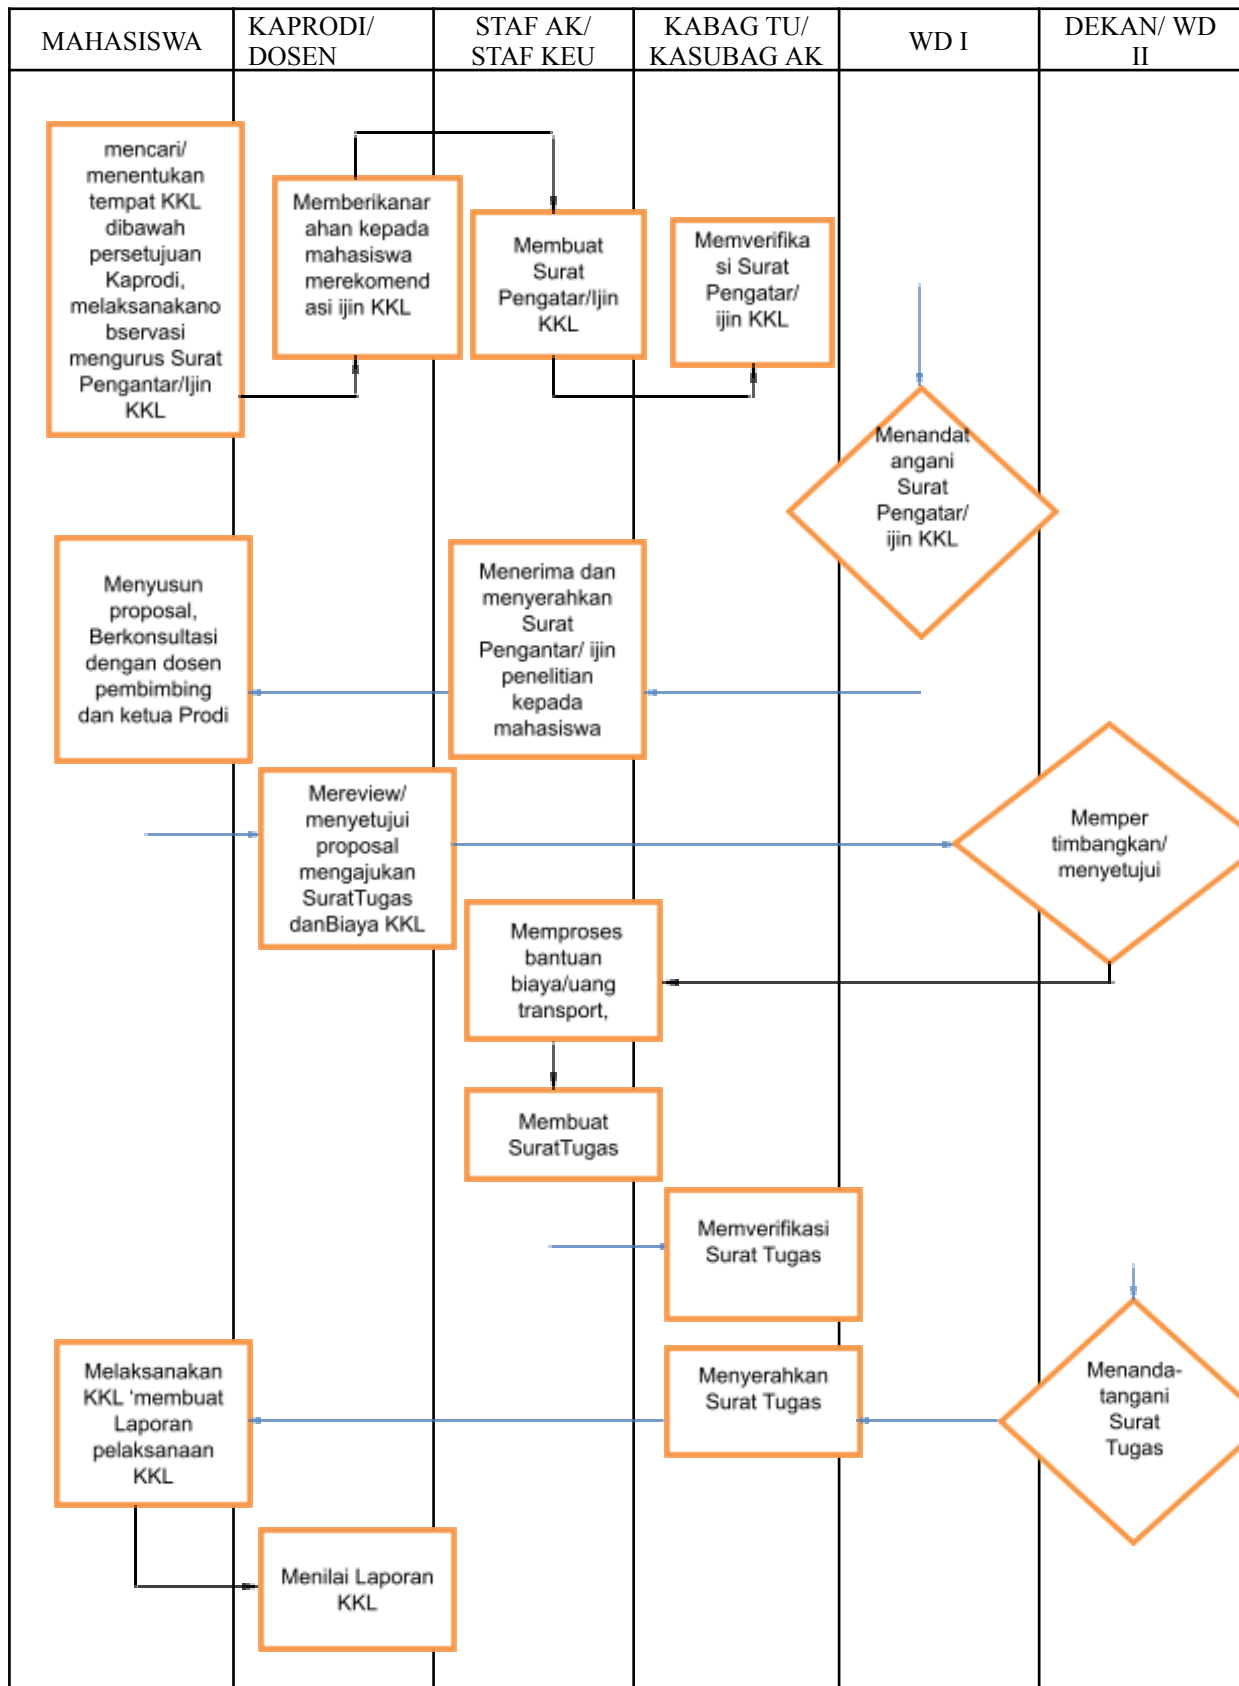 MAHASISWA
KAPRODI/
DOSEN
STAF AK/
STAF KEU
KABAG TU/
KASUBAG AK
WD I
DEKAN/ WD
II
mencari/
menentukan
tempat KKL
dibawah
persetujuan
Kaprodi,
melaksanakano
bservasi
mengurus Surat
Pengantar/Ijin
KKL
Memberikanar
ahan kepada
mahasiswa
merekomend
asi ijin KKL
Membuat
Surat
Pengatar/Ijin
KKL
Memverifika
si Surat
Pengatar/
ijin KKL
Menandat
angani
Surat
Pengatar/
ijin KKL
Menyusun
proposal,
Berkonsultasi
dengan dosen
pembimbing
dan ketua Prodi
Menerima dan
menyerahkan
Surat
Pengantar/ ijin
penelitian
kepada
mahasiswa
Mereview/
menyetujui
proposal
mengajukan
SuratTugas
danBiaya KKL
Memper
timbangkan/
menyetujui
Memproses
bantuan
biaya/uang
transport,
Membuat
SuratTugas
Memverifikasi
Surat Tugas
Melaksanakan
KKL 'membuat
Laporan
pelaksanaan
KKL
Menyerahkan
Surat Tugas
Menanda-
tangani
Surat
Tugas
Menilai Laporan
KKL